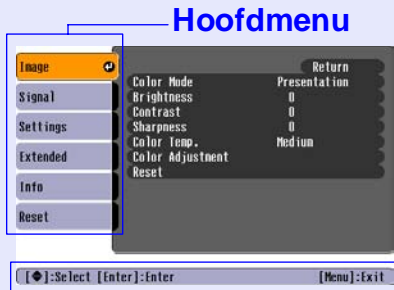 Hoofdmenu
Image
Signal
Settings
Extended
Info
Reset
Return
Color Mode Presentation
Brightness 0
Contrast 0
Sharpness 0
Color Temp. Medium
Color Adjustment
Reset
[◆]:Select [Enter]:Enter [Menu]:Exit